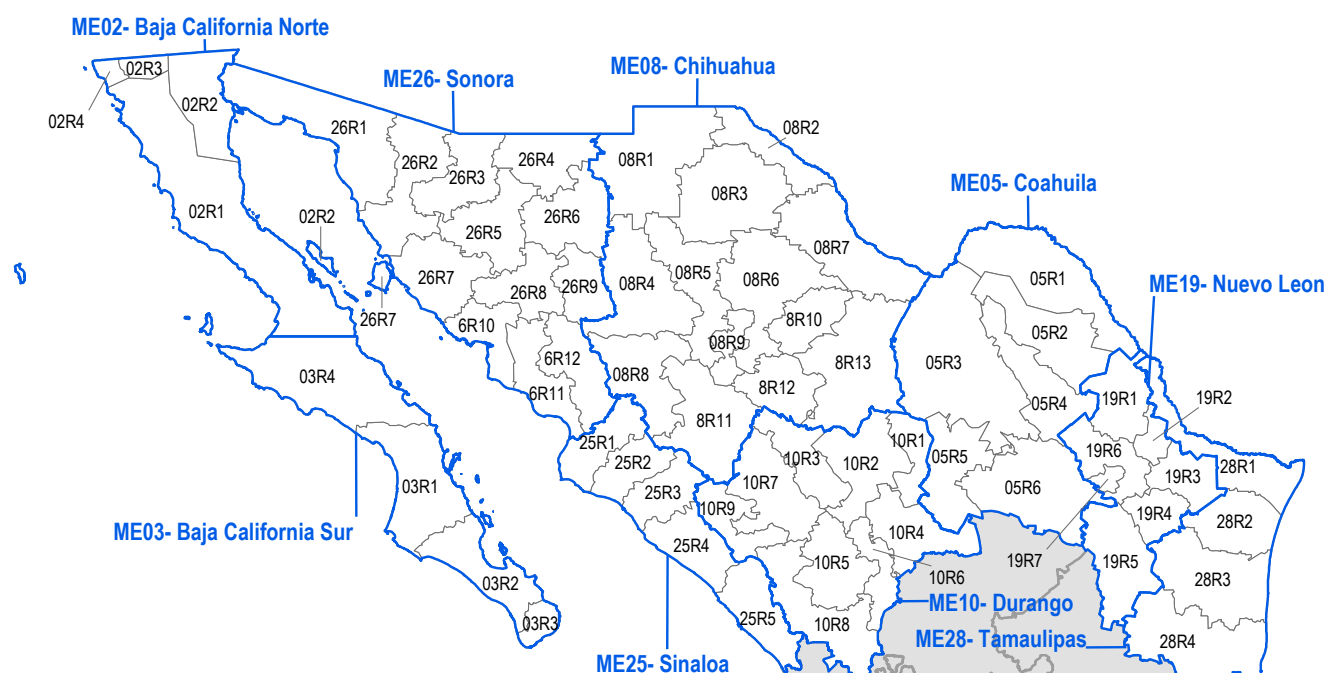 ME02- Baja California Norte
ME26- Sonora
ME08- Chihuahua
02R3
02R4
02R2
26R1
08R2
26R2
26R4
08R1
26R3
ME05- Coahuila
08R3
02R1
02R2
26R6
26R5
08R7
26R7
08R5
08R6
05R1
08R4
ME19- Nuevo Leon
26R8
26R9
26R7
6R10
8R10
05R2
08R9
6R12
05R3
8R13
03R4
08R8
8R12
6R11
05R4
19R1
19R2
8R11
25R1
10R1
19R6
25R2
10R3
10R2
05R5
28R1
19R3
10R7
03R1
25R3
05R6
10R9
19R4
28R2
ME03- Baja California Sur
10R4
25R4
10R5
19R7
19R5
10R6
03R2
28R3
ME10- Durango
25R5
03R3
10R8
ME28- Tamaulipas
28R4
ME25- Sinaloa